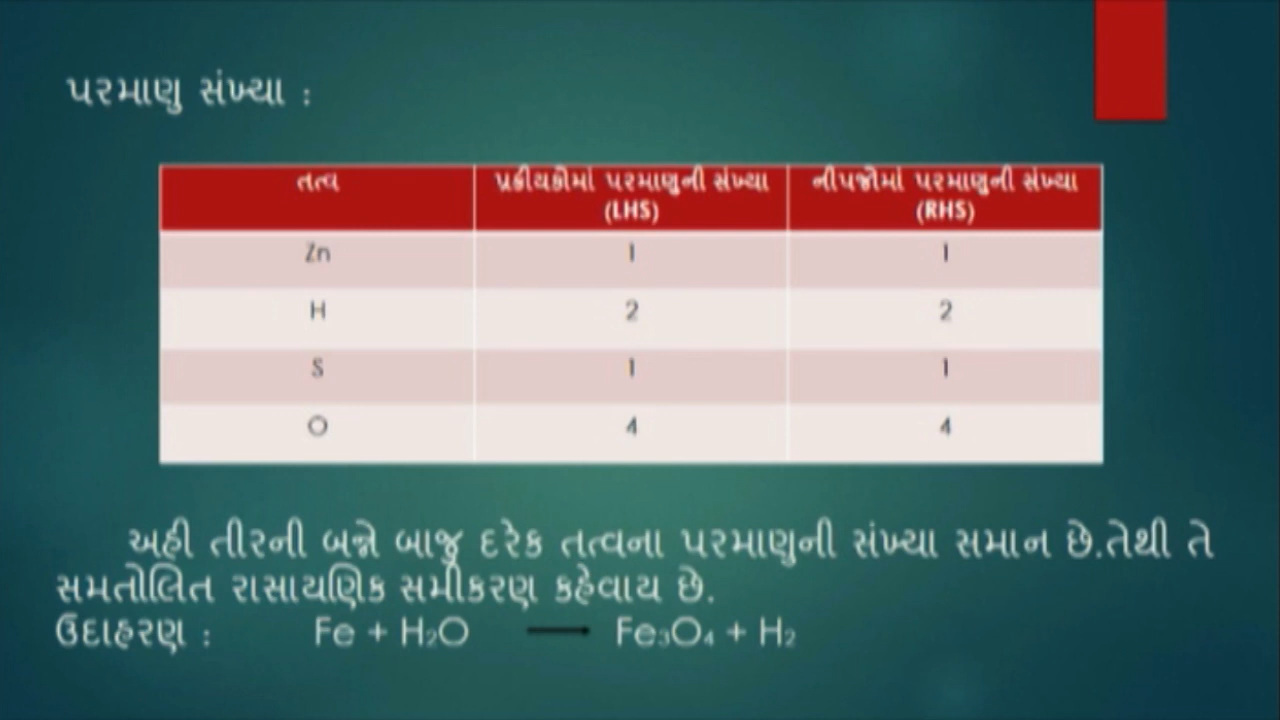 પરમાણુ સંખ્યા :
તત્વ	પ્રકીયકોમાં પરમાણુની સંખ્યા (LHS)	નીપજોમાં પરમાણુની સંખ્યા (RHS)
Zn	1	1
H	2	2
S	1	1
O	4	4
અહી તીરની બન્ને બાજુ દરેક તત્વના પરમાણુની સંખ્યા સમાન છે.તેથી તે
સમતોલિત રાસાયણિક સમીકરણ કહેવાય છે.
ઉદાહરણ : Fe + H₂O ⟶ Fe₃O₄ + H₂